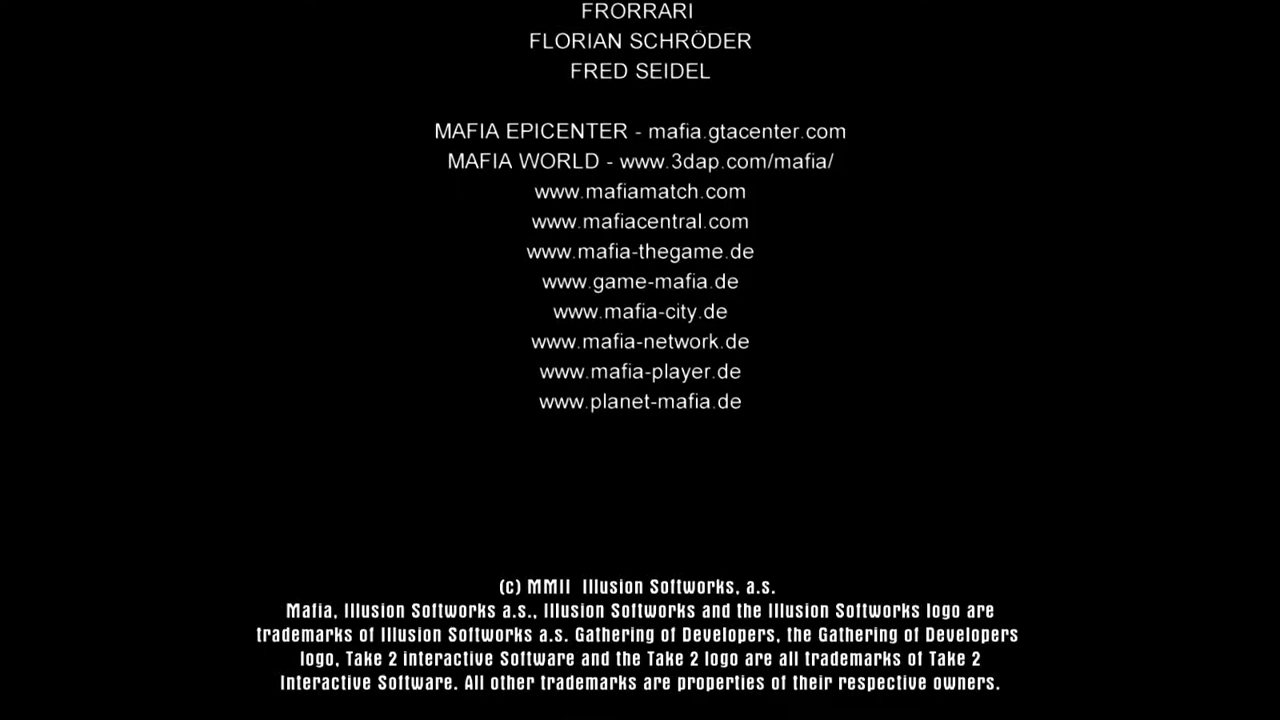 FRORRARI
FLORIAN SCHRÖDER
FRED SEIDEL
MAFIA EPICENTER - mafia.gtacenter.com
MAFIA WORLD - www.3dap.com/mafia/
www.mafiamatch.com
www.mafiacentral.com
www.mafia-thegame.de
www.game-mafia.de
www.mafia-city.de
www.mafia-network.de
www.mafia-player.de
www.planet-mafia.de
(c) MMII Illusion Softworks, a.s.
Mafia, Illusion Softworks a.s., Illusion Softworks and the Illusion Softworks logo are
trademarks of Illusion Softworks a.s. Gathering of Developers, the Gathering of Developers
logo, Take 2 interactive Software and the Take 2 logo are all trademarks of Take 2
Interactive Software. All other trademarks are properties of their respective owners.